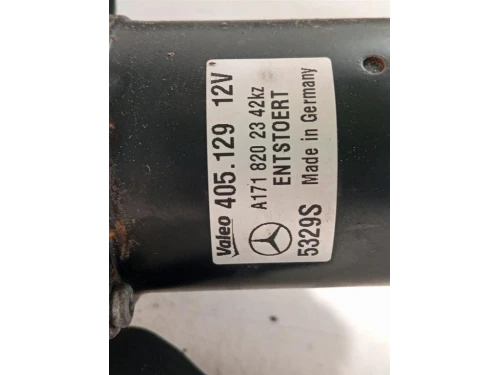 Valeo 405.129 12V
A171 820 23 42kz
ENTSTOERT
5329S Made in Germany